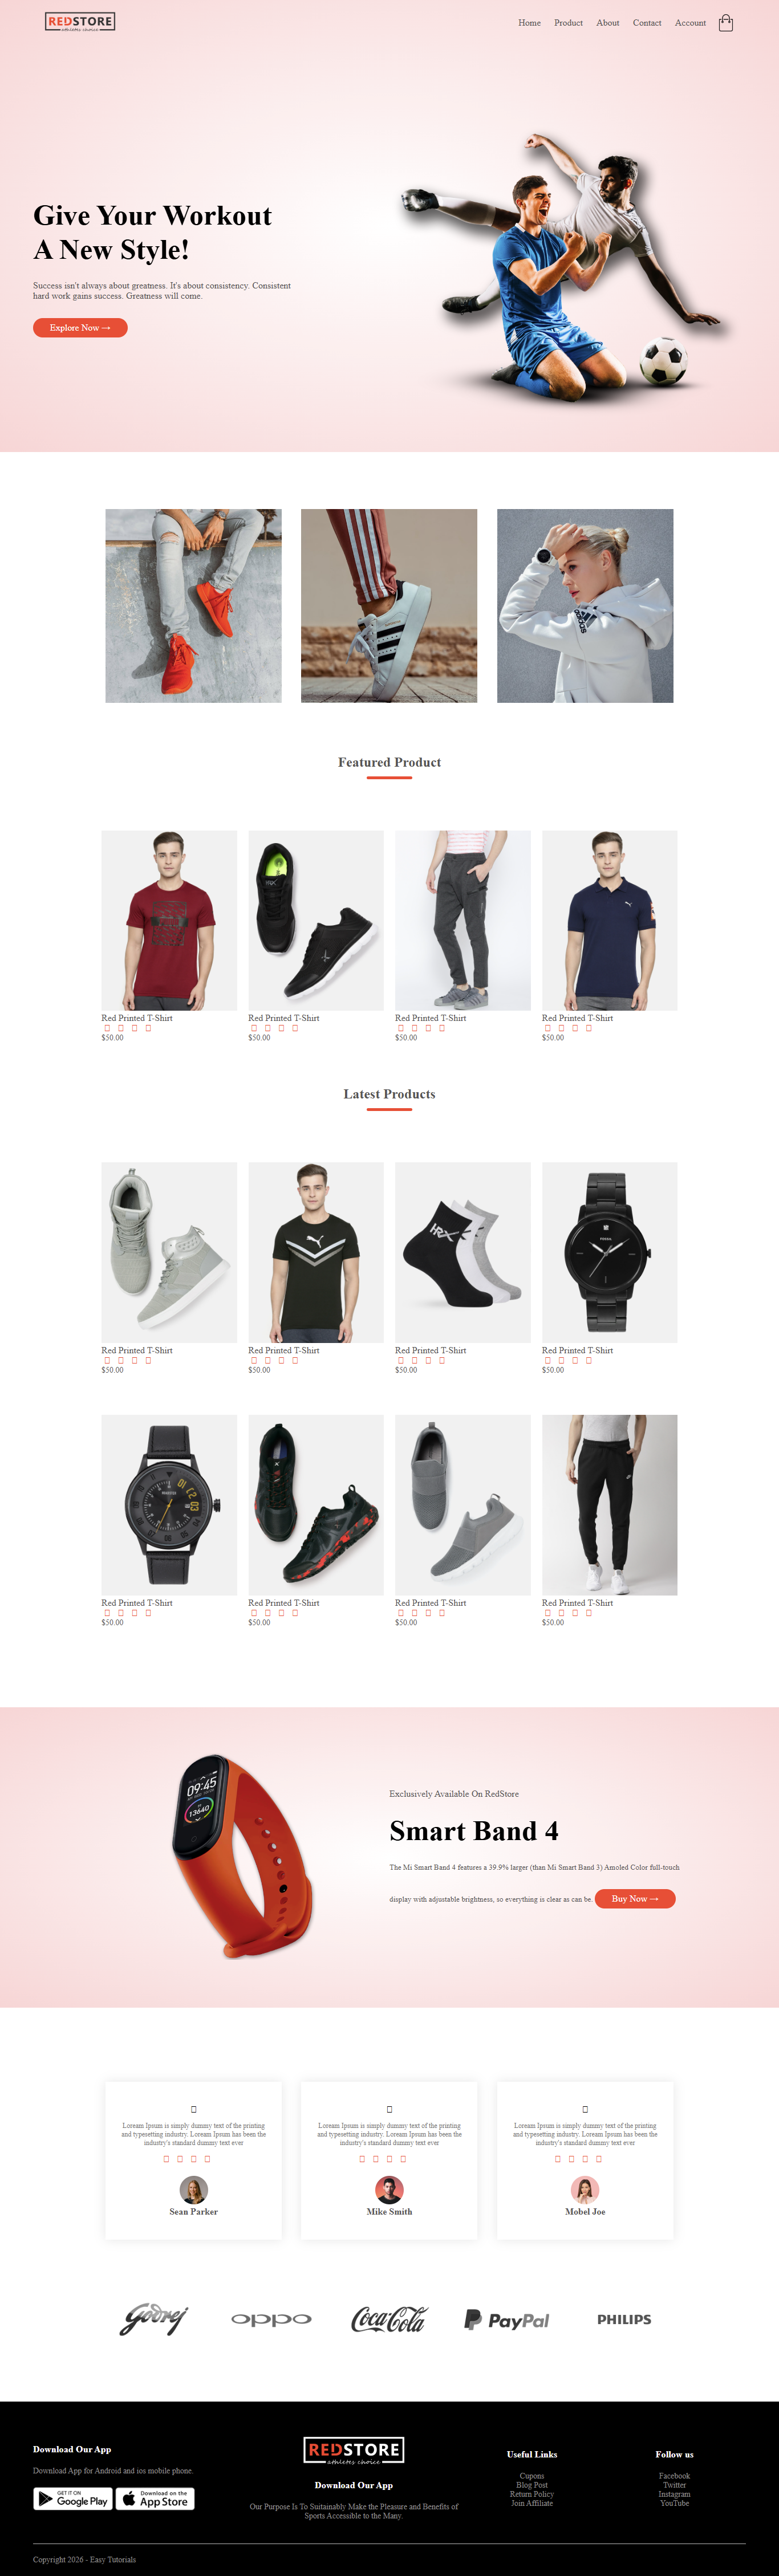 REDSTORE
athletes choice
Home Product About Contact Account
Give Your Workout
A New Style!
Success isn't always about greatness. It's about consistency. Consistent
hard work gains success. Greatness will come.
Explore Now →
adidas
Featured Product
Red Printed T-Shirt
$50.00
Red Printed T-Shirt
$50.00
Red Printed T-Shirt
$50.00
Red Printed T-Shirt
$50.00
Latest Products
HRX
FOSSIL
Red Printed T-Shirt
$50.00
Red Printed T-Shirt
$50.00
Red Printed T-Shirt
$50.00
Red Printed T-Shirt
$50.00
01 02 03
Red Printed T-Shirt
$50.00
Red Printed T-Shirt
$50.00
Red Printed T-Shirt
$50.00
Red Printed T-Shirt
$50.00
09:45
13640
Exclusively Available On RedStore
Smart Band 4
The Mi Smart Band 4 features a 39.9% larger (than Mi Smart Band 3) Amoled Color full-touch
display with adjustable brightness, so everything is clear as can be. Buy Now →
Loream Ipsum is simply dummy text of the printing
and typesetting industry. Loream Ipsum has been the
industry's standard dummy text ever
Sean Parker
Loream Ipsum is simply dummy text of the printing
and typesetting industry. Loream Ipsum has been the
industry's standard dummy text ever
Mike Smith
Loream Ipsum is simply dummy text of the printing
and typesetting industry. Loream Ipsum has been the
industry's standard dummy text ever
Mobel Joe
Godrej
oppo
Coca-Cola
PayPal
PHILIPS
Download Our App
Download App for Android and ios mobile phone.
GET IT ON
Google Play
Download on the
App Store
REDSTORE
athletes choice
Download Our App
Our Purpose Is To Suitainably Make the Pleasure and Benefits of
Sports Accessible to the Many.
Useful Links
Cupons
Blog Post
Return Policy
Join Affiliate
Follow us
Facebook
Twitter
Instagram
YouTube
Copyright 2026 - Easy Tutorials